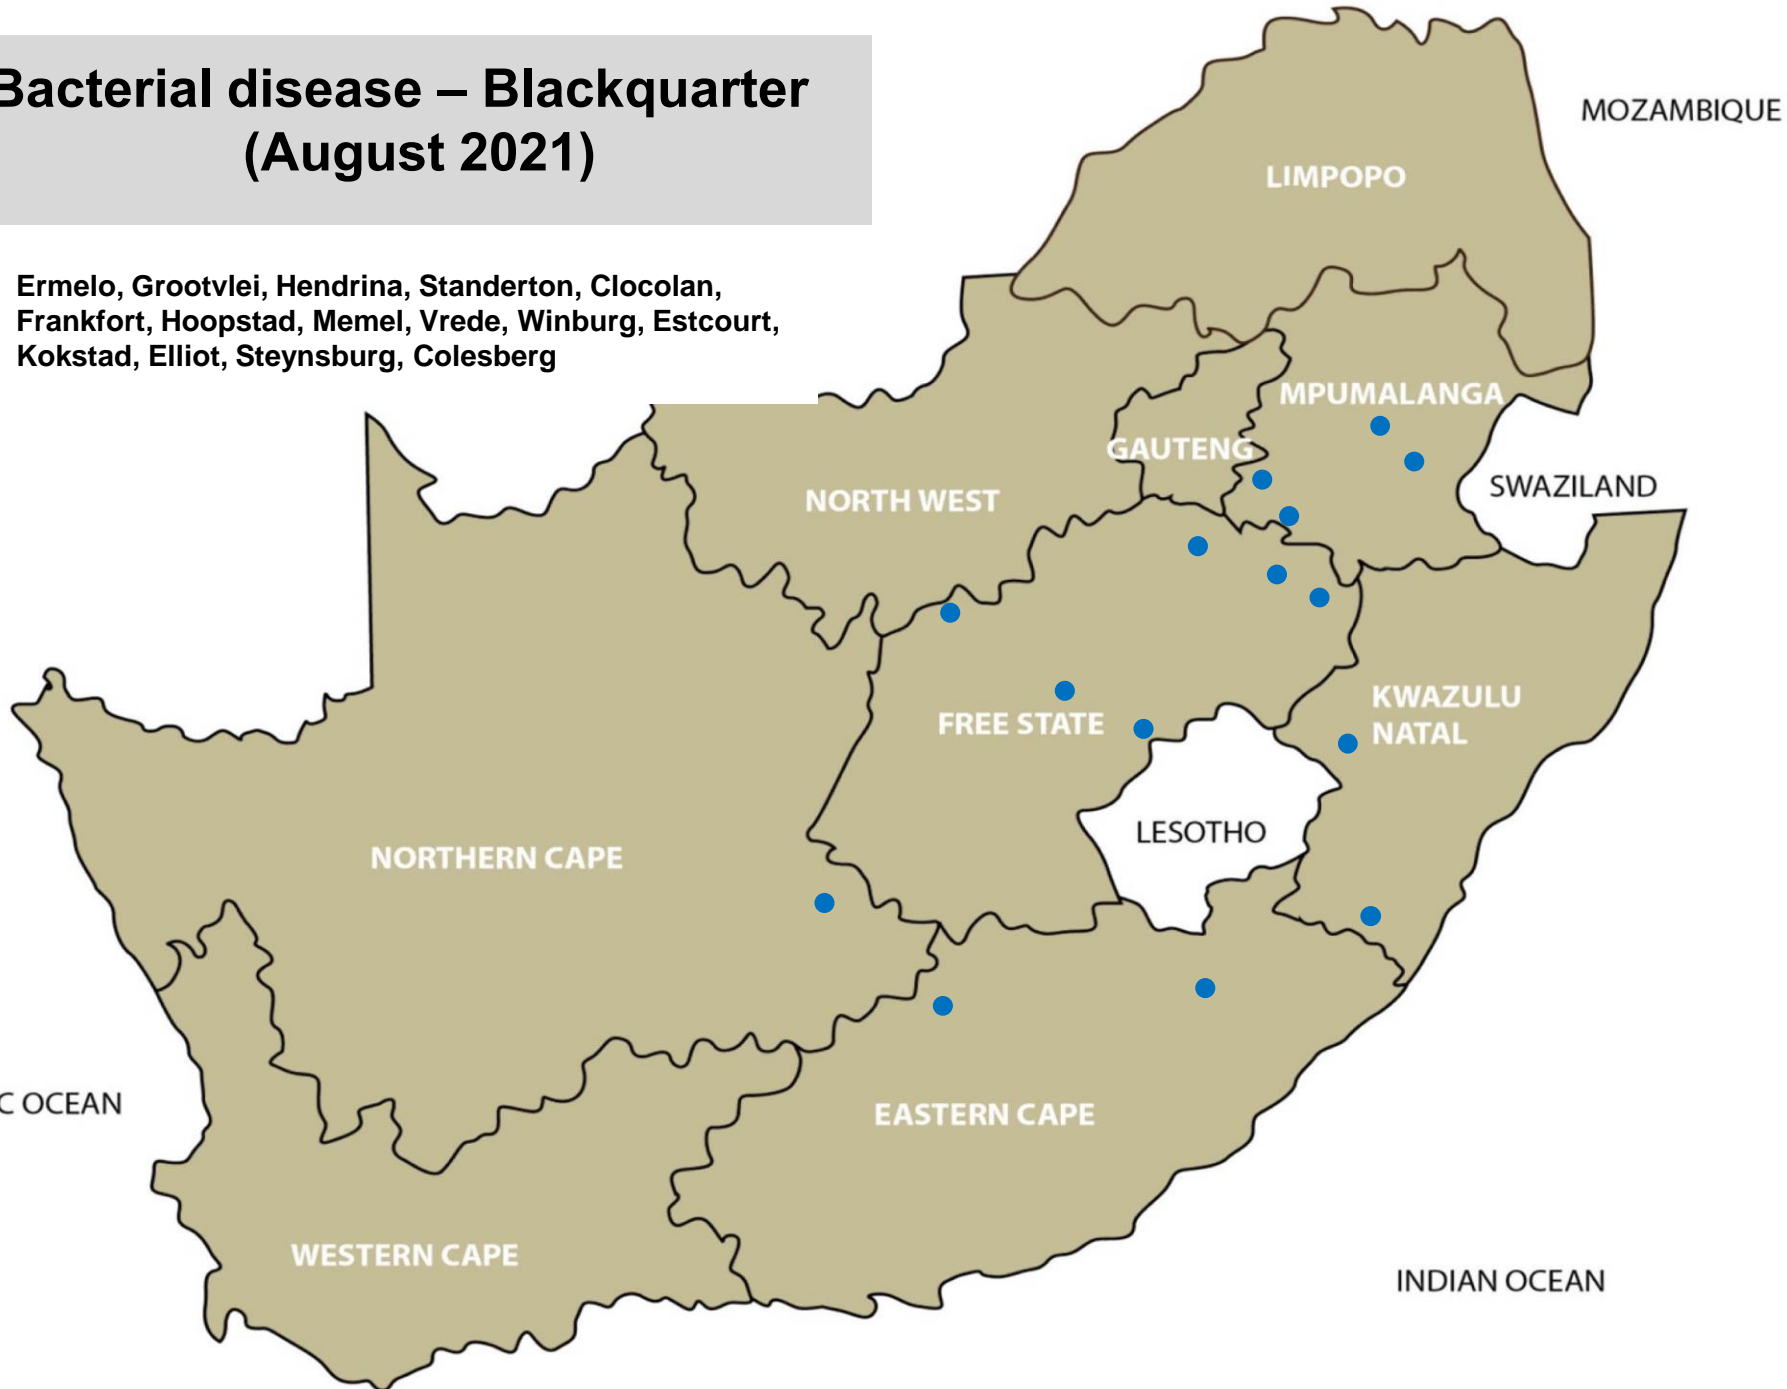 Bacterial disease – Blackquarter
(August 2021)
Ermelo, Grootvlei, Hendrina, Standerton, Clocolan,
Frankfort, Hoopstad, Memel, Vrede, Winburg, Estcourt,
Kokstad, Elliot, Steynsburg, Colesberg
MOZAMBIQUE
LIMPOPO
MPUMALANGA
GAUTENG
SWAZILAND
NORTH WEST
KWAZULU
NATAL
FREE STATE
LESOTHO
NORTHERN CAPE
C OCEAN
EASTERN CAPE
WESTERN CAPE
INDIAN OCEAN